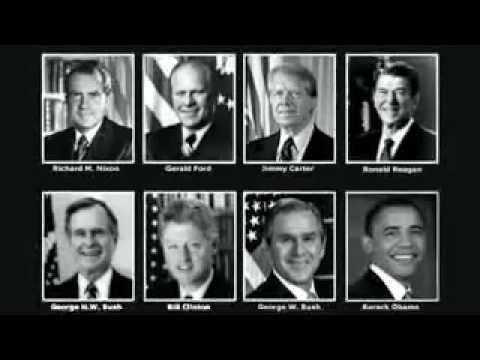 Richard M. Nixon
Gerald Ford
Jimmy Carter
Ronald Reagan
George H.W. Bush
Bill Clinton
George W. Bush
Barack Obama